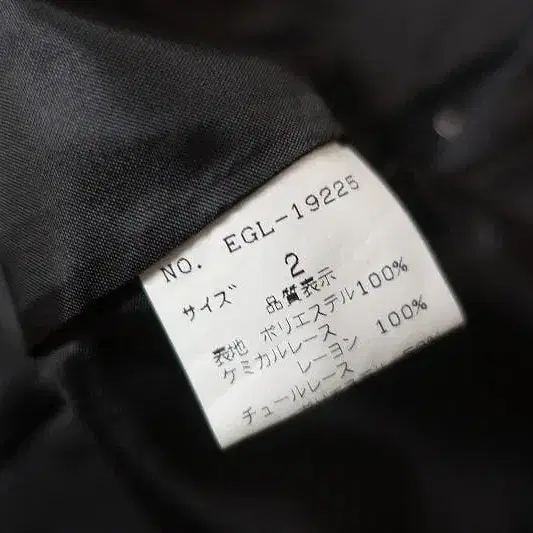 NO. EGL-19225
サイズ 2
品質表示
表地 ポリエステル100%
ケミカルレース
レーヨン 100%
チュールレース